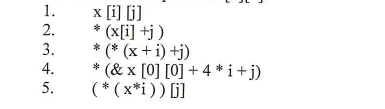 1. x [i] [j]
2. * (x[i] +j )
3. * (* (x + i) +j)
4. * (& x [0] [0] + 4 * i + j)
5. ( * ( x*i ) ) [j]